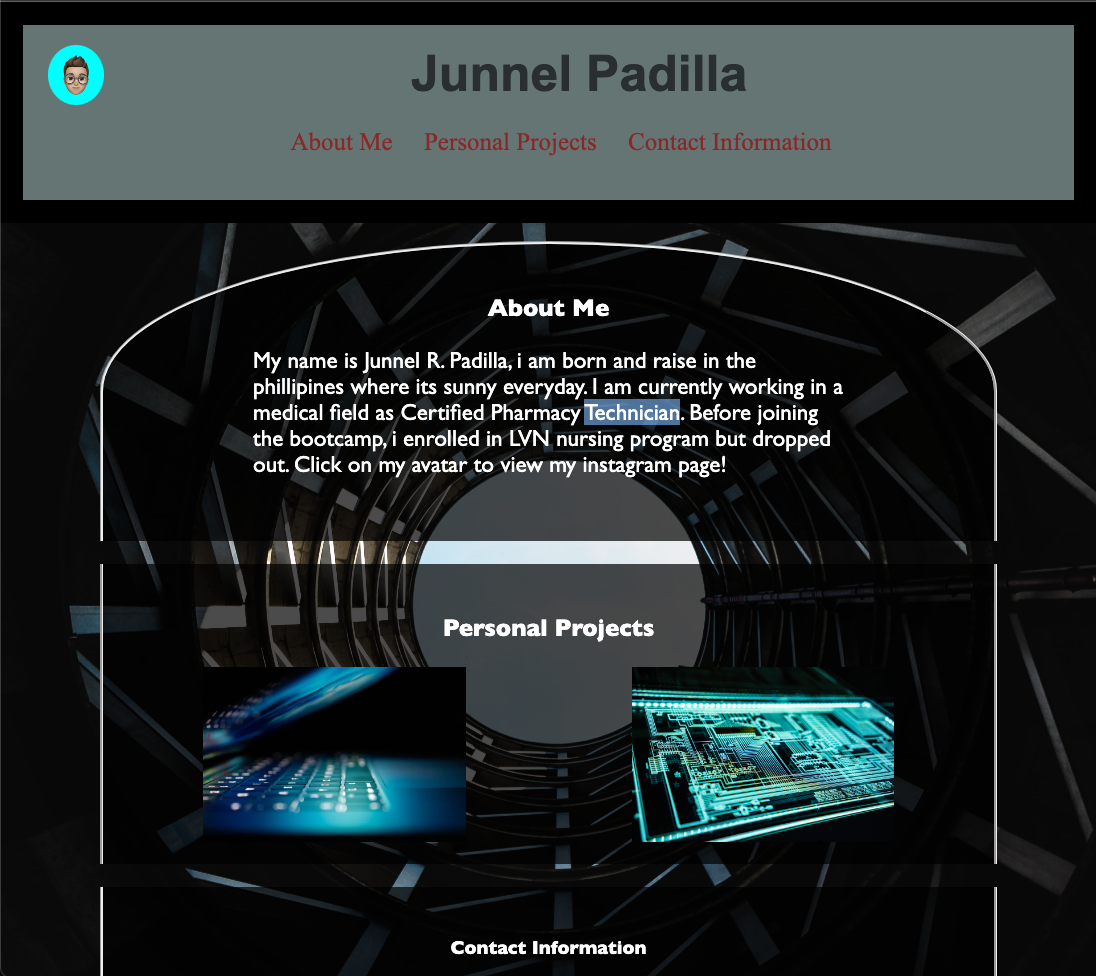 Junnel Padilla
About Me Personal Projects Contact Information
About Me
My name is Junnel R. Padilla, i am born and raise in the
phillipines where its sunny everyday. I am currently working in a
medical field as Certified Pharmacy Technician. Before joining
the bootcamp, i enrolled in LVN nursing program but dropped
out. Click on my avatar to view my instagram page!
Personal Projects
Contact Information